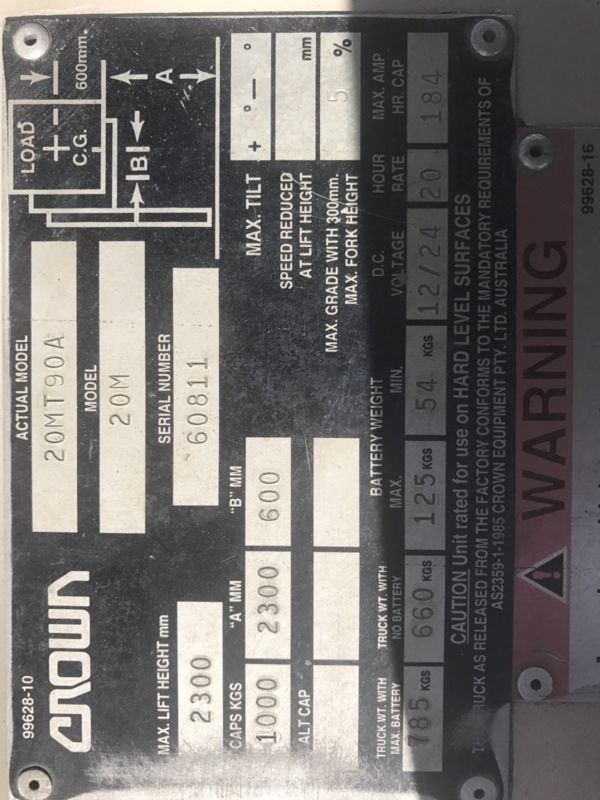 99628-10
CROWN
ACTUAL MODEL
20MT90A
MODEL
20M
SERIAL NUMBER
60811
LOAD
C.G.
600mm
A
B
MAX. LIFT HEIGHT mm
2300
CAPS KGS "A" MM "B" MM
1000 2300 600
ALT CAP
MAX. TILT + ° — °
SPEED REDUCED
AT LIFT HEIGHT mm
MAX. GRADE WITH 300mm.
MAX. FORK HEIGHT 5 %
TRUCK WT. WITH
MAX. BATTERY
785 KGS
TRUCK WT. WITH
NO BATTERY
660 KGS
BATTERY WEIGHT
MAX. MIN.
125 KGS 54 KGS
D.C.
VOLTAGE
12/24
HOUR
RATE
20
MAX. AMP
HR. CAP
184
CAUTION Unit rated for use on HARD LEVEL SURFACES
TRUCK AS RELEASED FROM THE FACTORY CONFORMS TO THE MANDATORY REQUIREMENTS OF
AS2359-1-1985 CROWN EQUIPMENT PTY. LTD. AUSTRALIA
WARNING
99628-16